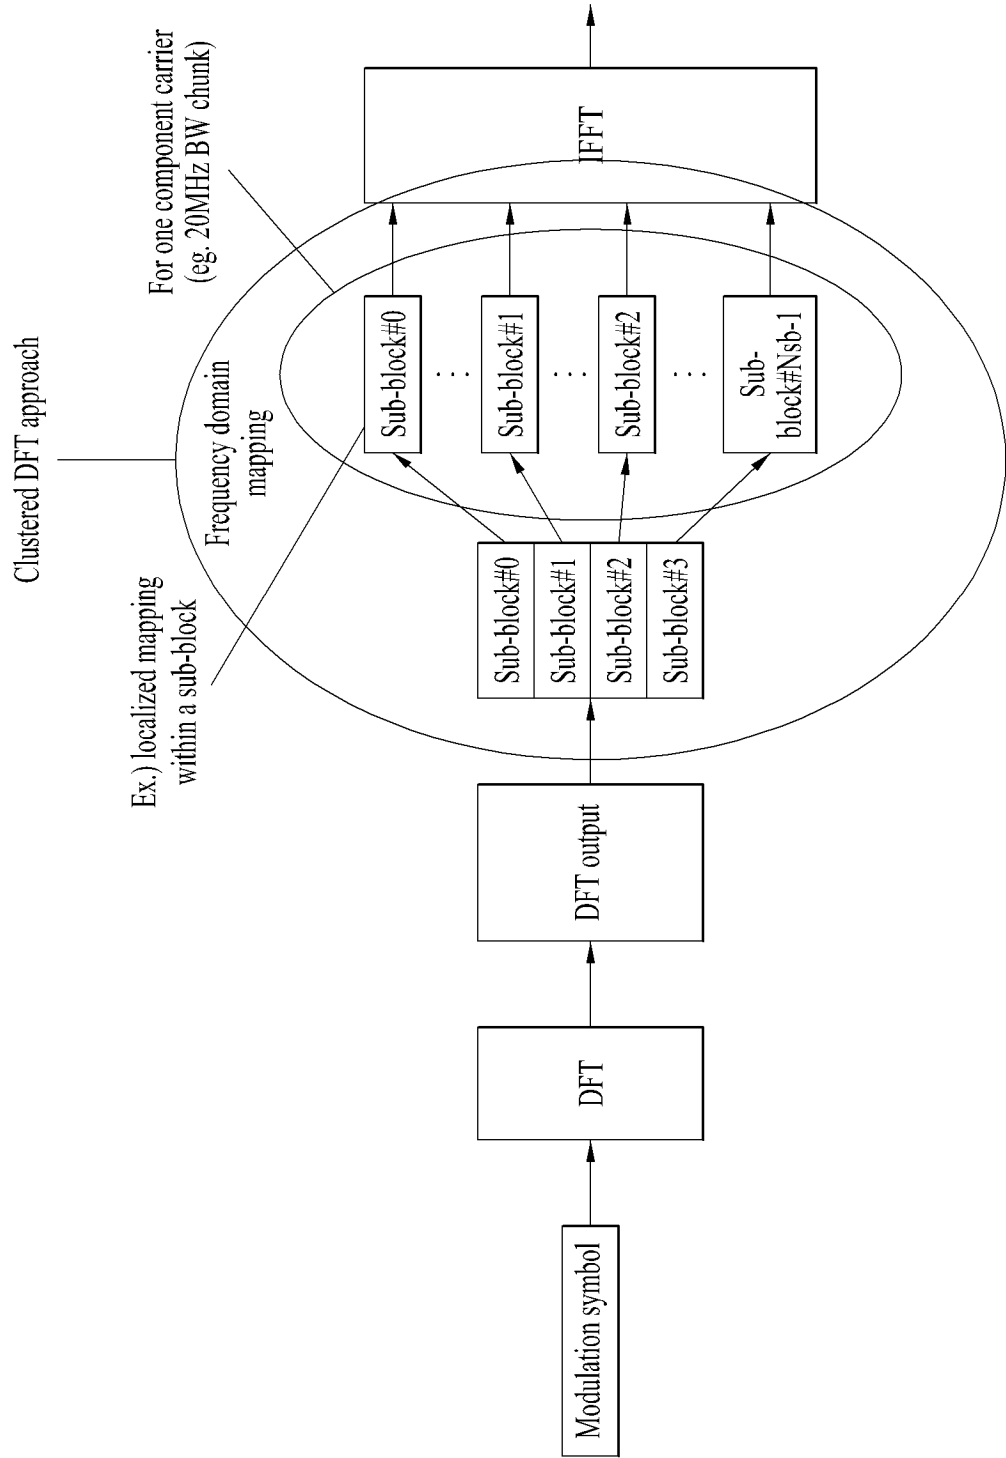 Clustered DFT approach
For one component carrier
(eg. 20MHz BW chunk)
Ex.) localized mapping
within a sub-block
Frequency domain
mapping
Modulation symbol
DFT
DFT output
Sub-block#0
Sub-block#1
Sub-block#2
Sub-block#3
Sub-block#0
. . .
Sub-block#1
. . .
Sub-block#2
. . .
Sub-
block#Nsb-1
IFFT